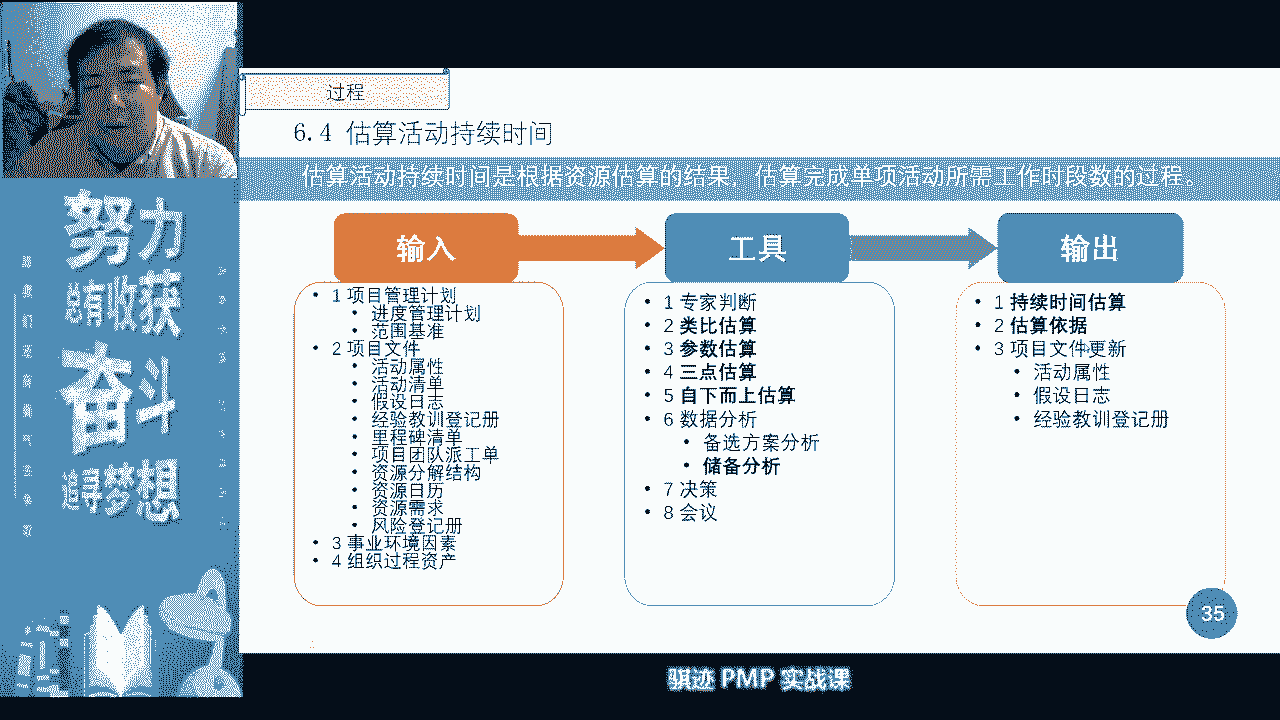 过程
6.4 估算活动持续时间
估算活动持续时间是根据资源估算的结果，估算完成单项活动所需工作时段数的过程。
输入
• 1 项目管理计划
• 进度管理计划
• 范围基准
• 2 项目文件
• 活动属性
• 活动清单
• 假设日志
• 经验教训登记册
• 里程碑清单
• 项目团队派工单
• 资源分解结构
• 资源日历
• 资源需求
• 风险登记册
• 3 事业环境因素
• 4 组织过程资产
工具
• 1 专家判断
• 2 类比估算
• 3 参数估算
• 4 三点估算
• 5 自下而上估算
• 6 数据分析
• 备选方案分析
• 储备分析
• 7 决策
• 8 会议
输出
• 1 持续时间估算
• 2 估算依据
• 3 项目文件更新
• 活动属性
• 假设日志
• 经验教训登记册
35
努力
总有收获
奋斗
追寻梦想
骐迹 PMP 实战课